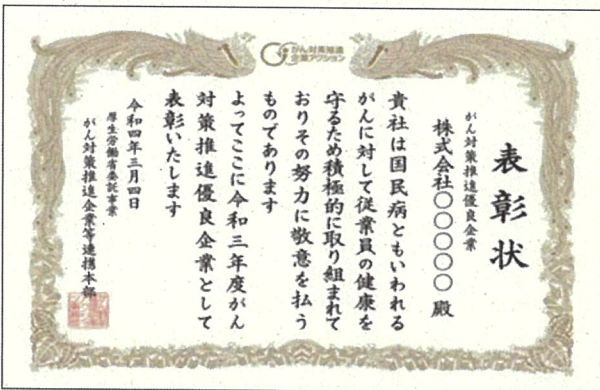 がん対策推進
企業アクション
表彰状
がん対策推進優良企業
株式会社〇〇〇〇〇 殿
貴社は国民病ともいわれる
がんに対して従業員の健康を
守るため積極的に取り組まれて
おりその努力に敬意を払う
ものであります
よってここに令和三年度がん
対策推進優良企業として
表彰いたします
令和四年三月四日
厚生労働省委託事業
がん対策推進企業等連携本部